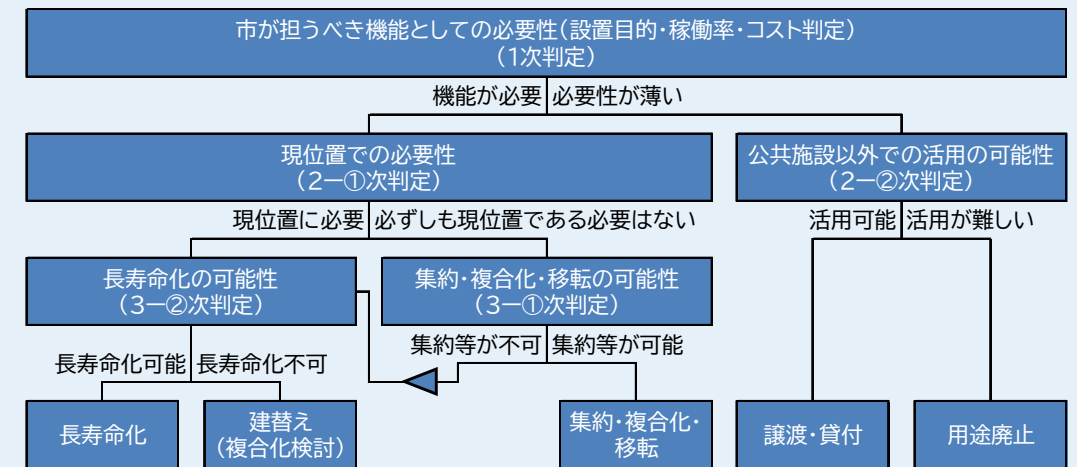 市が担うべき機能としての必要性（設置目的・稼働率・コスト判定）
（1次判定）
機能が必要
必要性が薄い
現位置での必要性
（2ー①次判定）
公共施設以外での活用の可能性
（2ー②次判定）
現位置に必要
必ずしも現位置である必要はない
活用可能
活用が難しい
長寿命化の可能性
（3ー②次判定）
集約・複合化・移転の可能性
（3ー①次判定）
集約等が不可
集約等が可能
長寿命化可能
長寿命化不可
長寿命化
建替え
（複合化検討）
集約・複合化・
移転
譲渡・貸付
用途廃止